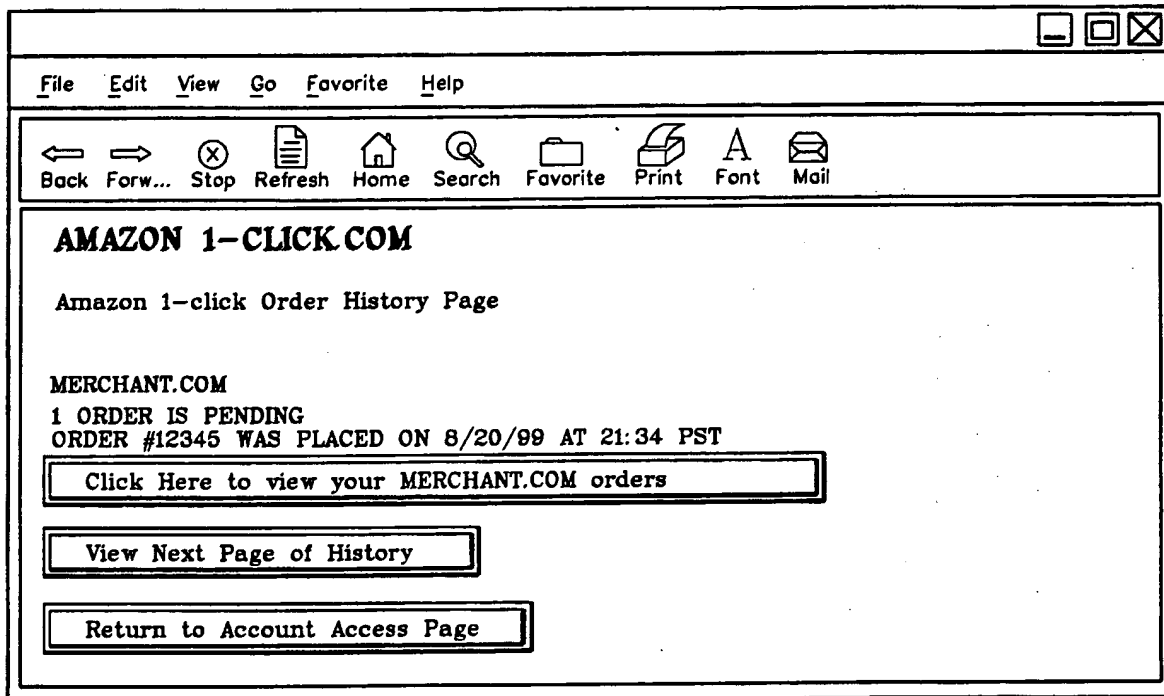 File Edit View Go Favorite Help
Back Forw... Stop Refresh Home Search Favorite Print Font Mail
AMAZON 1-CLICK.COM
Amazon 1-click Order History Page
MERCHANT.COM
1 ORDER IS PENDING
ORDER #12345 WAS PLACED ON 8/20/99 AT 21:34 PST
Click Here to view your MERCHANT.COM orders
View Next Page of History
Return to Account Access Page